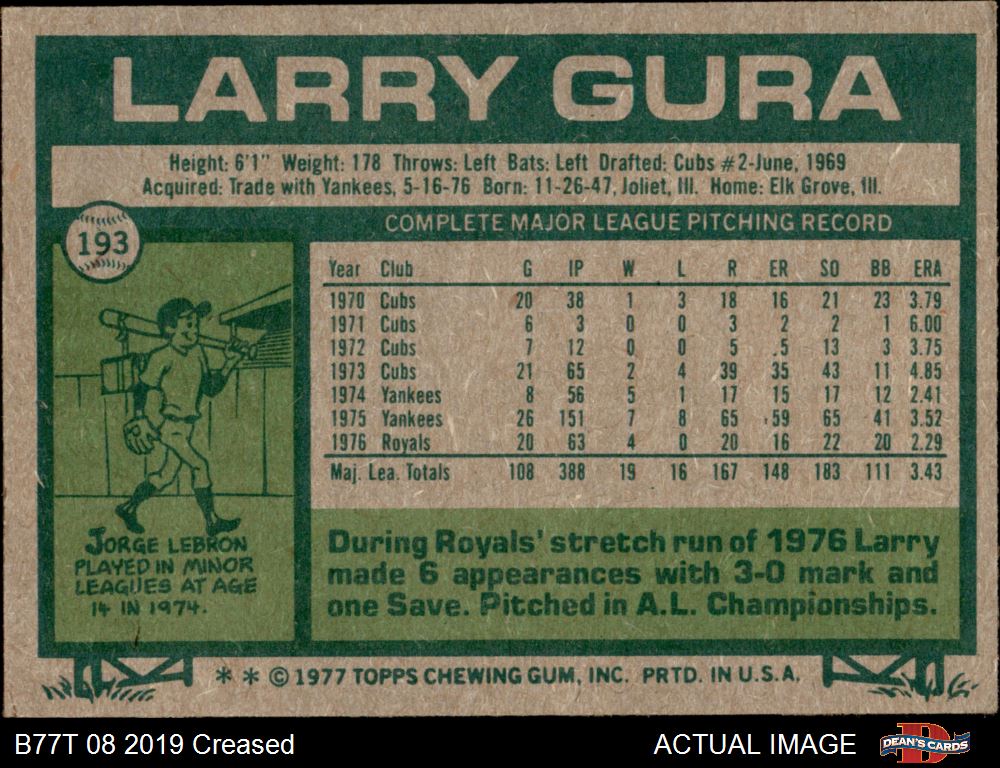 LARRY GURA
Height: 6'1" Weight: 178 Throws: Left Bats: Left Drafted: Cubs #2-June, 1969
Acquired: Trade with Yankees, 5-16-76 Born: 11-26-47, Joliet, Ill. Home: Elk Grove, Ill.
193
COMPLETE MAJOR LEAGUE PITCHING RECORD
Year Club G IP W L R ER SO BB ERA
1970 Cubs 20 38 1 3 18 16 21 23 3.79
1971 Cubs 6 3 0 0 3 2 2 1 6.00
1972 Cubs 7 12 0 0 5 5 13 3 3.75
1973 Cubs 21 65 2 4 39 35 43 11 4.85
1974 Yankees 8 56 5 1 17 15 17 12 2.41
1975 Yankees 26 151 7 8 65 59 65 41 3.52
1976 Royals 20 63 4 0 20 16 22 20 2.29
Maj. Lea. Totals 108 388 19 16 167 148 183 111 3.43
JORGE LEBRON
PLAYED IN MINOR
LEAGUES AT AGE
14 IN 1974.
During Royals' stretch run of 1976 Larry
made 6 appearances with 3-0 mark and
one Save. Pitched in A.L. Championships.
* * © 1977 TOPPS CHEWING GUM, INC. PRTD. IN U.S.A.
B77T 08 2019 Creased
ACTUAL IMAGE
DEAN'S CARDS